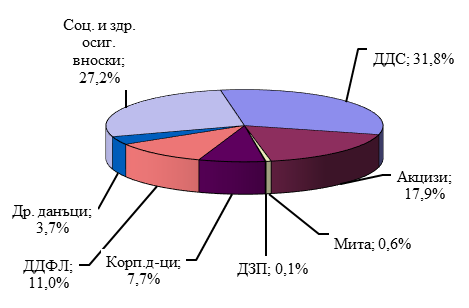 Соц. и здр.
осиг.
вноски;
27,2%
ДДС; 31,8%
Акцизи;
17,9%
Мита; 0,6%
ДЗП; 0,1%
Корп.д-ци;
7,7%
ДДФЛ;
11,0%
Др. данъци;
3,7%